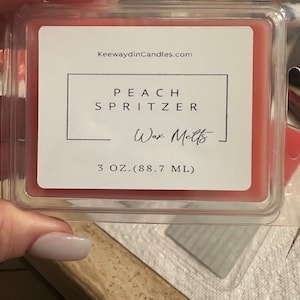 KeewaydinCandles.com
PEACH
SPRITZER
Wax Melts
3 OZ.(88.7 ML)